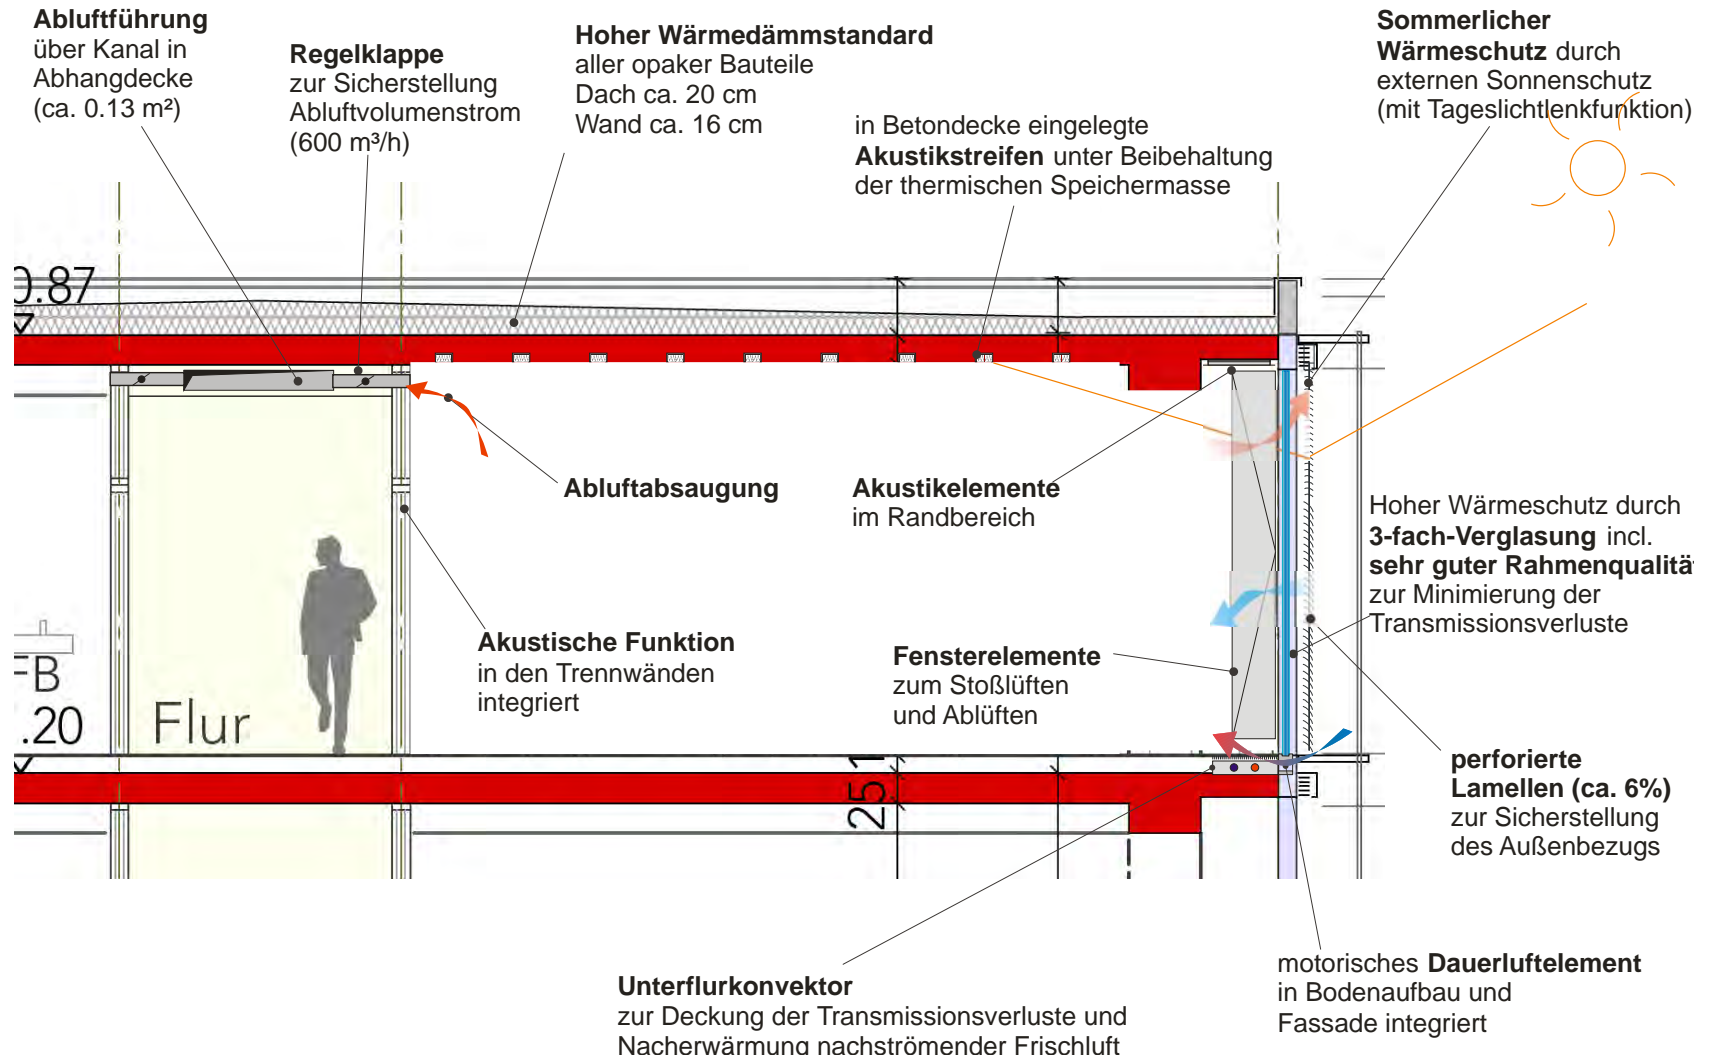 Abluftführung
über Kanal in
Abhangdecke
(ca. 0.13 m²)
Regelklappe
zur Sicherstellung
Abluftvolumenstrom
(600 m³/h)
Hoher Wärmedämmstandard
aller opaker Bauteile
Dach ca. 20 cm
Wand ca. 16 cm
in Betondecke eingelegte
Akustikstreifen unter Beibehaltung
der thermischen Speichermasse
Sommerlicher
Wärmeschutz durch
externen Sonnenschutz
(mit Tageslichtlenkfunktion)
0.87
Abluftabsaugung
Akustikelemente
im Randbereich
Hoher Wärmeschutz durch
3-fach-Verglasung incl.
sehr guter Rahmenqualitä
zur Minimierung der
Transmissionsverluste
Akustische Funktion
in den Trennwänden
integriert
Fensterelemente
zum Stoßlüften
und Ablüften
FB
.20
Flur
251
perforierte
Lamellen (ca. 6%)
zur Sicherstellung
des Außenbezugs
Unterflurkonvektor
zur Deckung der Transmissionsverluste und
Nacherwärmung nachströmender Frischluft
motorisches Dauerluftelement
in Bodenaufbau und
Fassade integriert